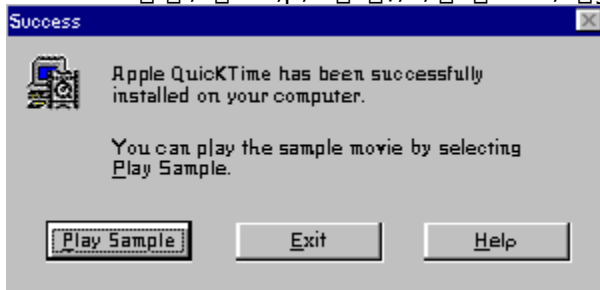 Success
Apple QuicKTime has been successfully
installed on your computer.
You can play the sample movie by selecting
Play Sample.
Play Sample
Exit
Help